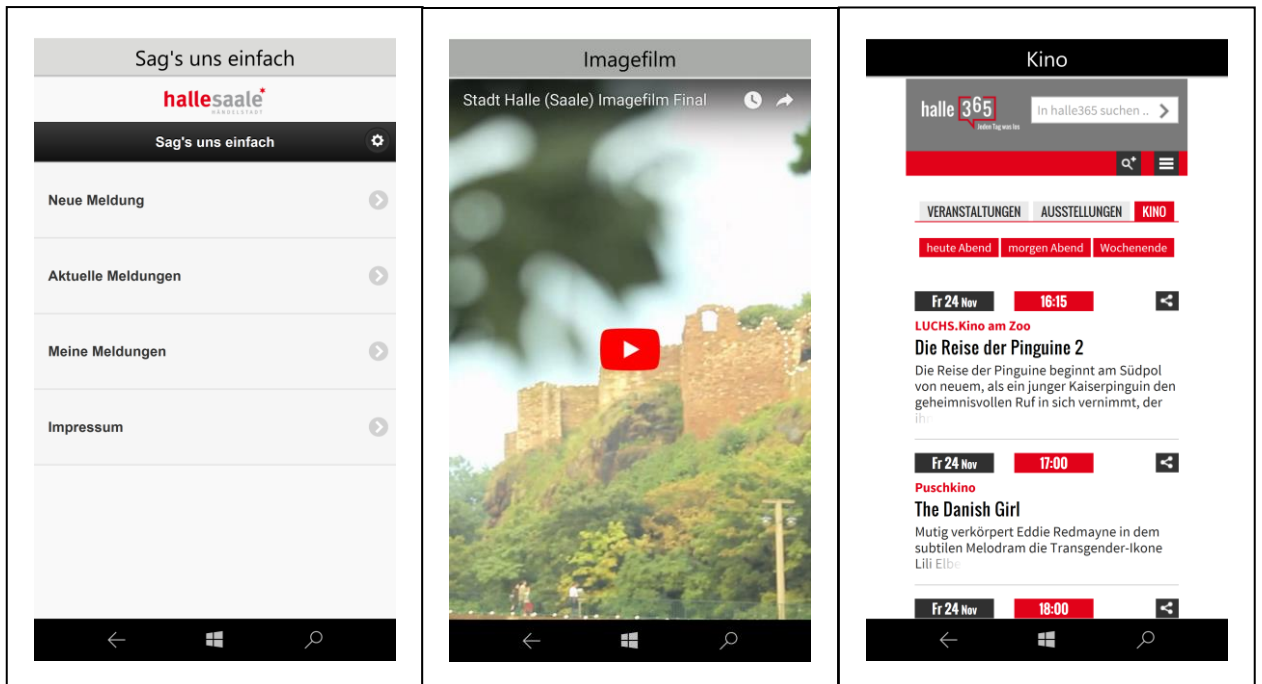 Sag's uns einfach
hallesaale*
HÄNDELSTADT
Sag's uns einfach
Neue Meldung
Aktuelle Meldungen
Meine Meldungen
Impressum
Imagefilm
Stadt Halle (Saale) Imagefilm Final
Kino
halle 365
Jeden Tag was los
In halle365 suchen ..
VERANSTALTUNGEN AUSSTELLUNGEN KINO
heute Abend morgen Abend Wochenende
Fr 24 Nov 16:15
LUCHS.Kino am Zoo
Die Reise der Pinguine 2
Die Reise der Pinguine beginnt am Südpol
von neuem, als ein junger Kaiserpinguin den
geheimnisvollen Ruf in sich vernimmt, der
Fr 24 Nov 17:00
Puschkino
The Danish Girl
Mutig verkörpert Eddie Redmayne in dem
subtilen Melodram die Transgender-Ikone
Lili Elbe
Fr 24 Nov 18:00